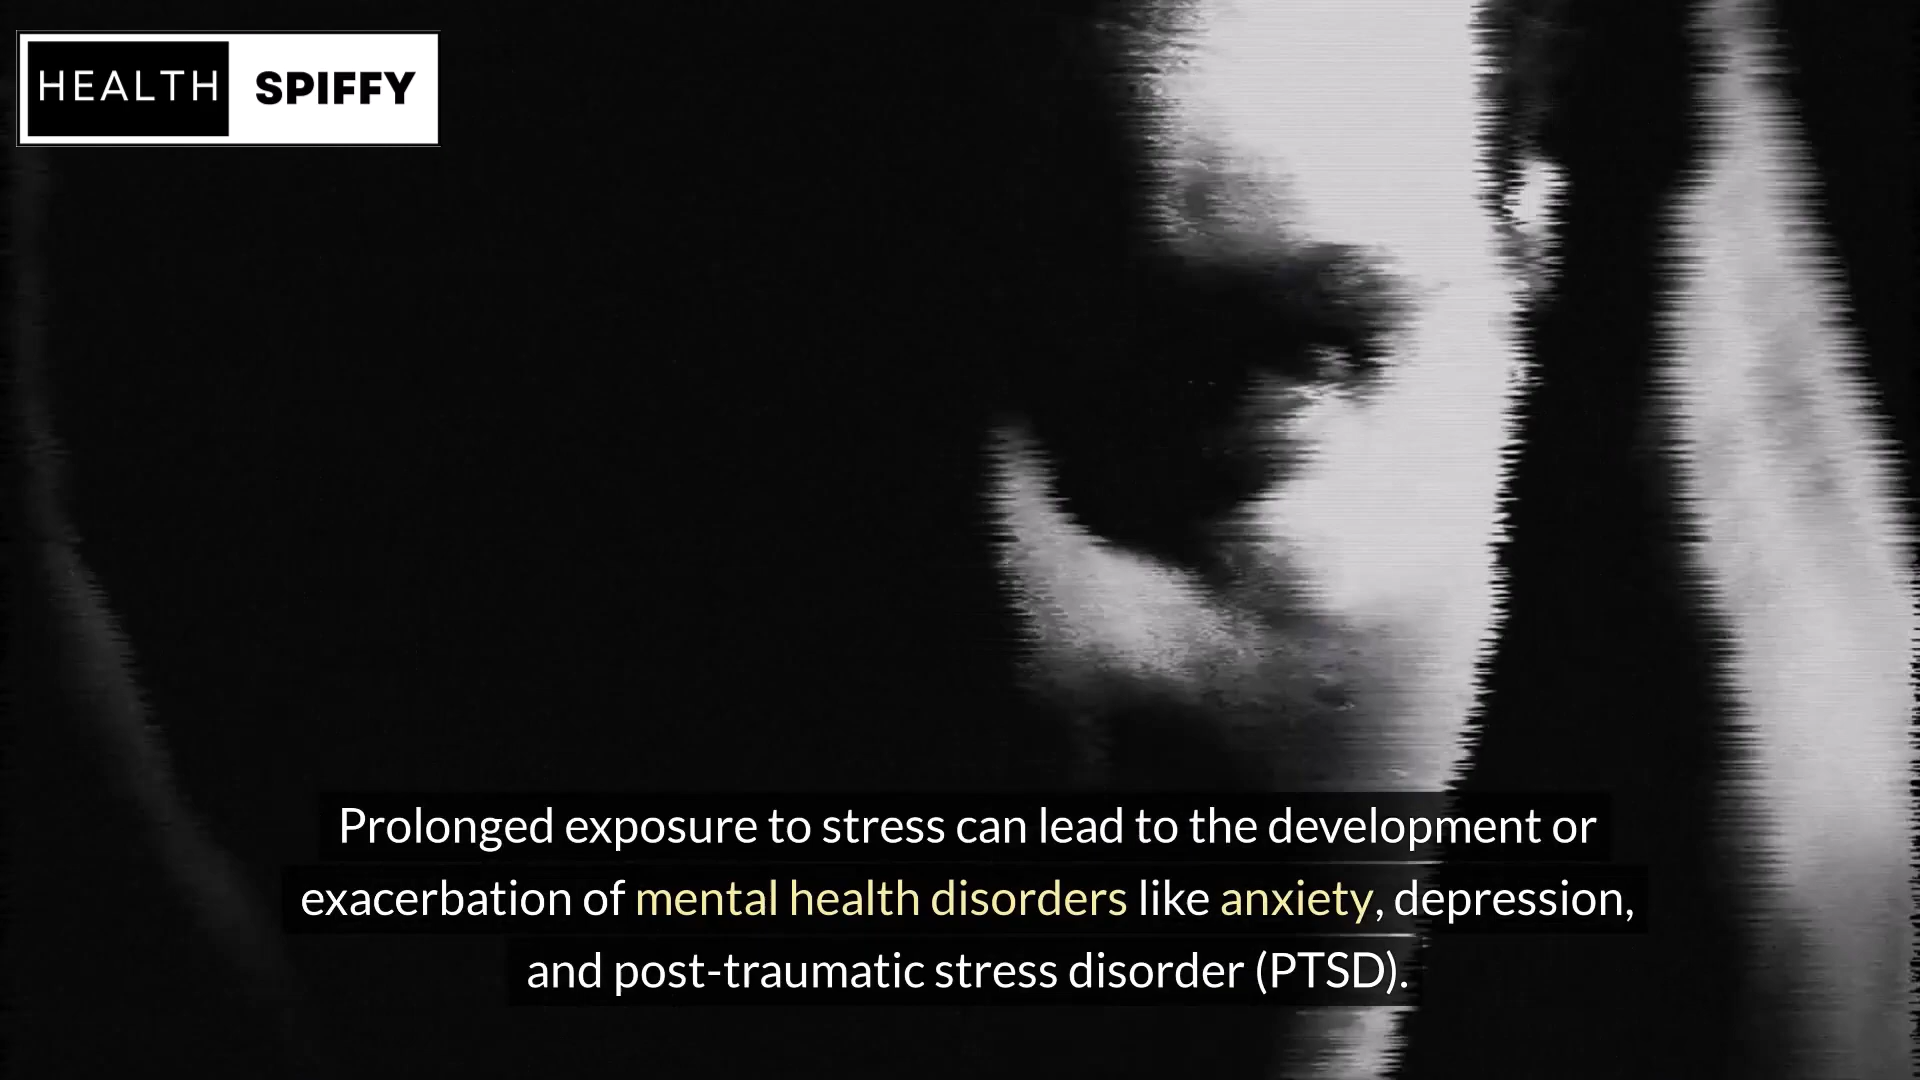 HEALTH SPIFFY
Prolonged exposure to stress can lead to the development or
exacerbation of mental health disorders like anxiety, depression,
and post-traumatic stress disorder (PTSD).